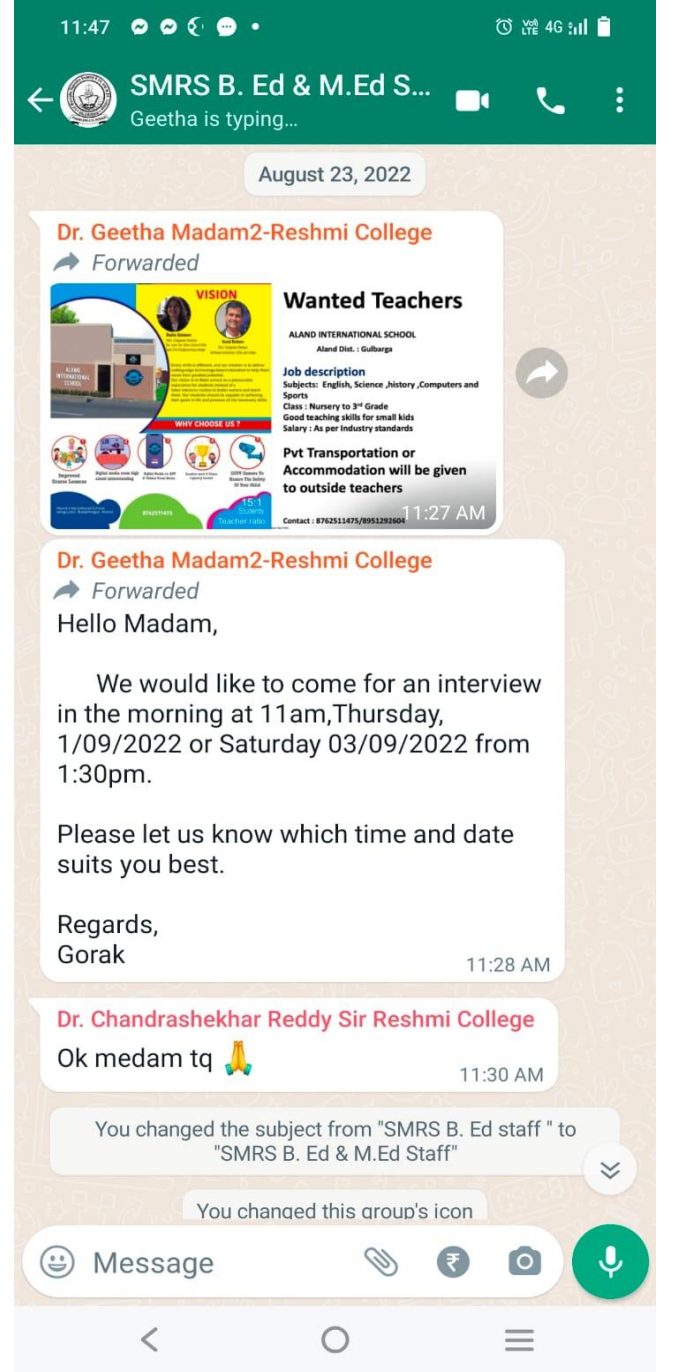 11:47
VoI) LTE 4G
SMRS B. Ed & M.Ed S...
Geetha is typing...
August 23, 2022
Dr. Geetha Madam2-Reshmi College
Forwarded
VISION
WHY CHOOSE US ?
ALAND
INTERNATIONAL
SCHOOL
Improved
8762511475
15:1
Students
Teacher ratio
Wanted Teachers
ALAND INTERNATIONAL SCHOOL
Aland Dist. : Gulbarga
Job description
Subjects: English, Science ,history ,Computers and
Sports
Class : Nursery to 3rd Grade
Good teaching skills for small kids
Salary : As per Industry standards
Pvt Transportation or
Accommodation will be given
to outside teachers
Contact : 8762511475/8951292604
11:27 AM
Dr. Geetha Madam2-Reshmi College
Forwarded
Hello Madam,
We would like to come for an interview
in the morning at 11am,Thursday,
1/09/2022 or Saturday 03/09/2022 from
1:30pm.
Please let us know which time and date
suits you best.
Regards,
Gorak
11:28 AM
Dr. Chandrashekhar Reddy Sir Reshmi College
Ok medam tq 🙏
11:30 AM
You changed the subject from "SMRS B. Ed staff " to
"SMRS B. Ed & M.Ed Staff"
You changed this group's icon
Message